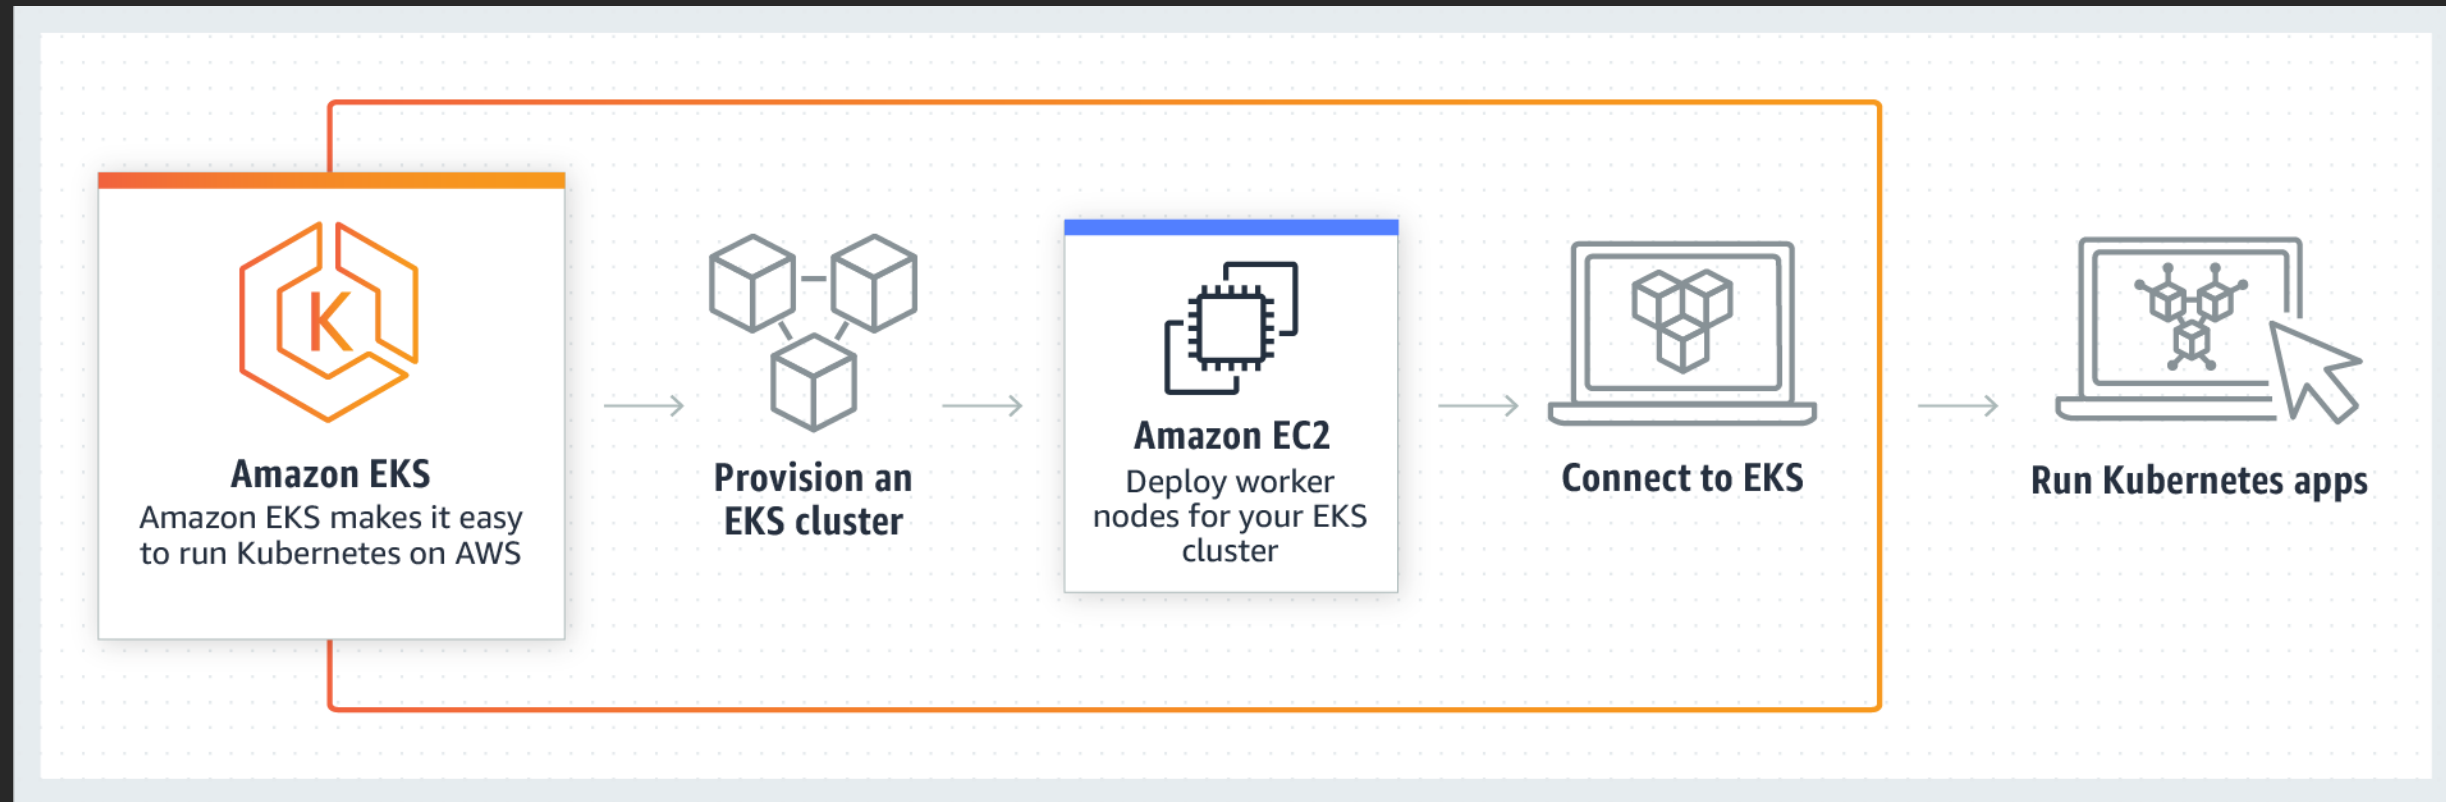 K
Amazon EKS
Amazon EKS makes it easy
to run Kubernetes on AWS
Provision an
EKS cluster
Amazon EC2
Deploy worker
nodes for your EKS
cluster
Connect to EKS
Run Kubernetes apps